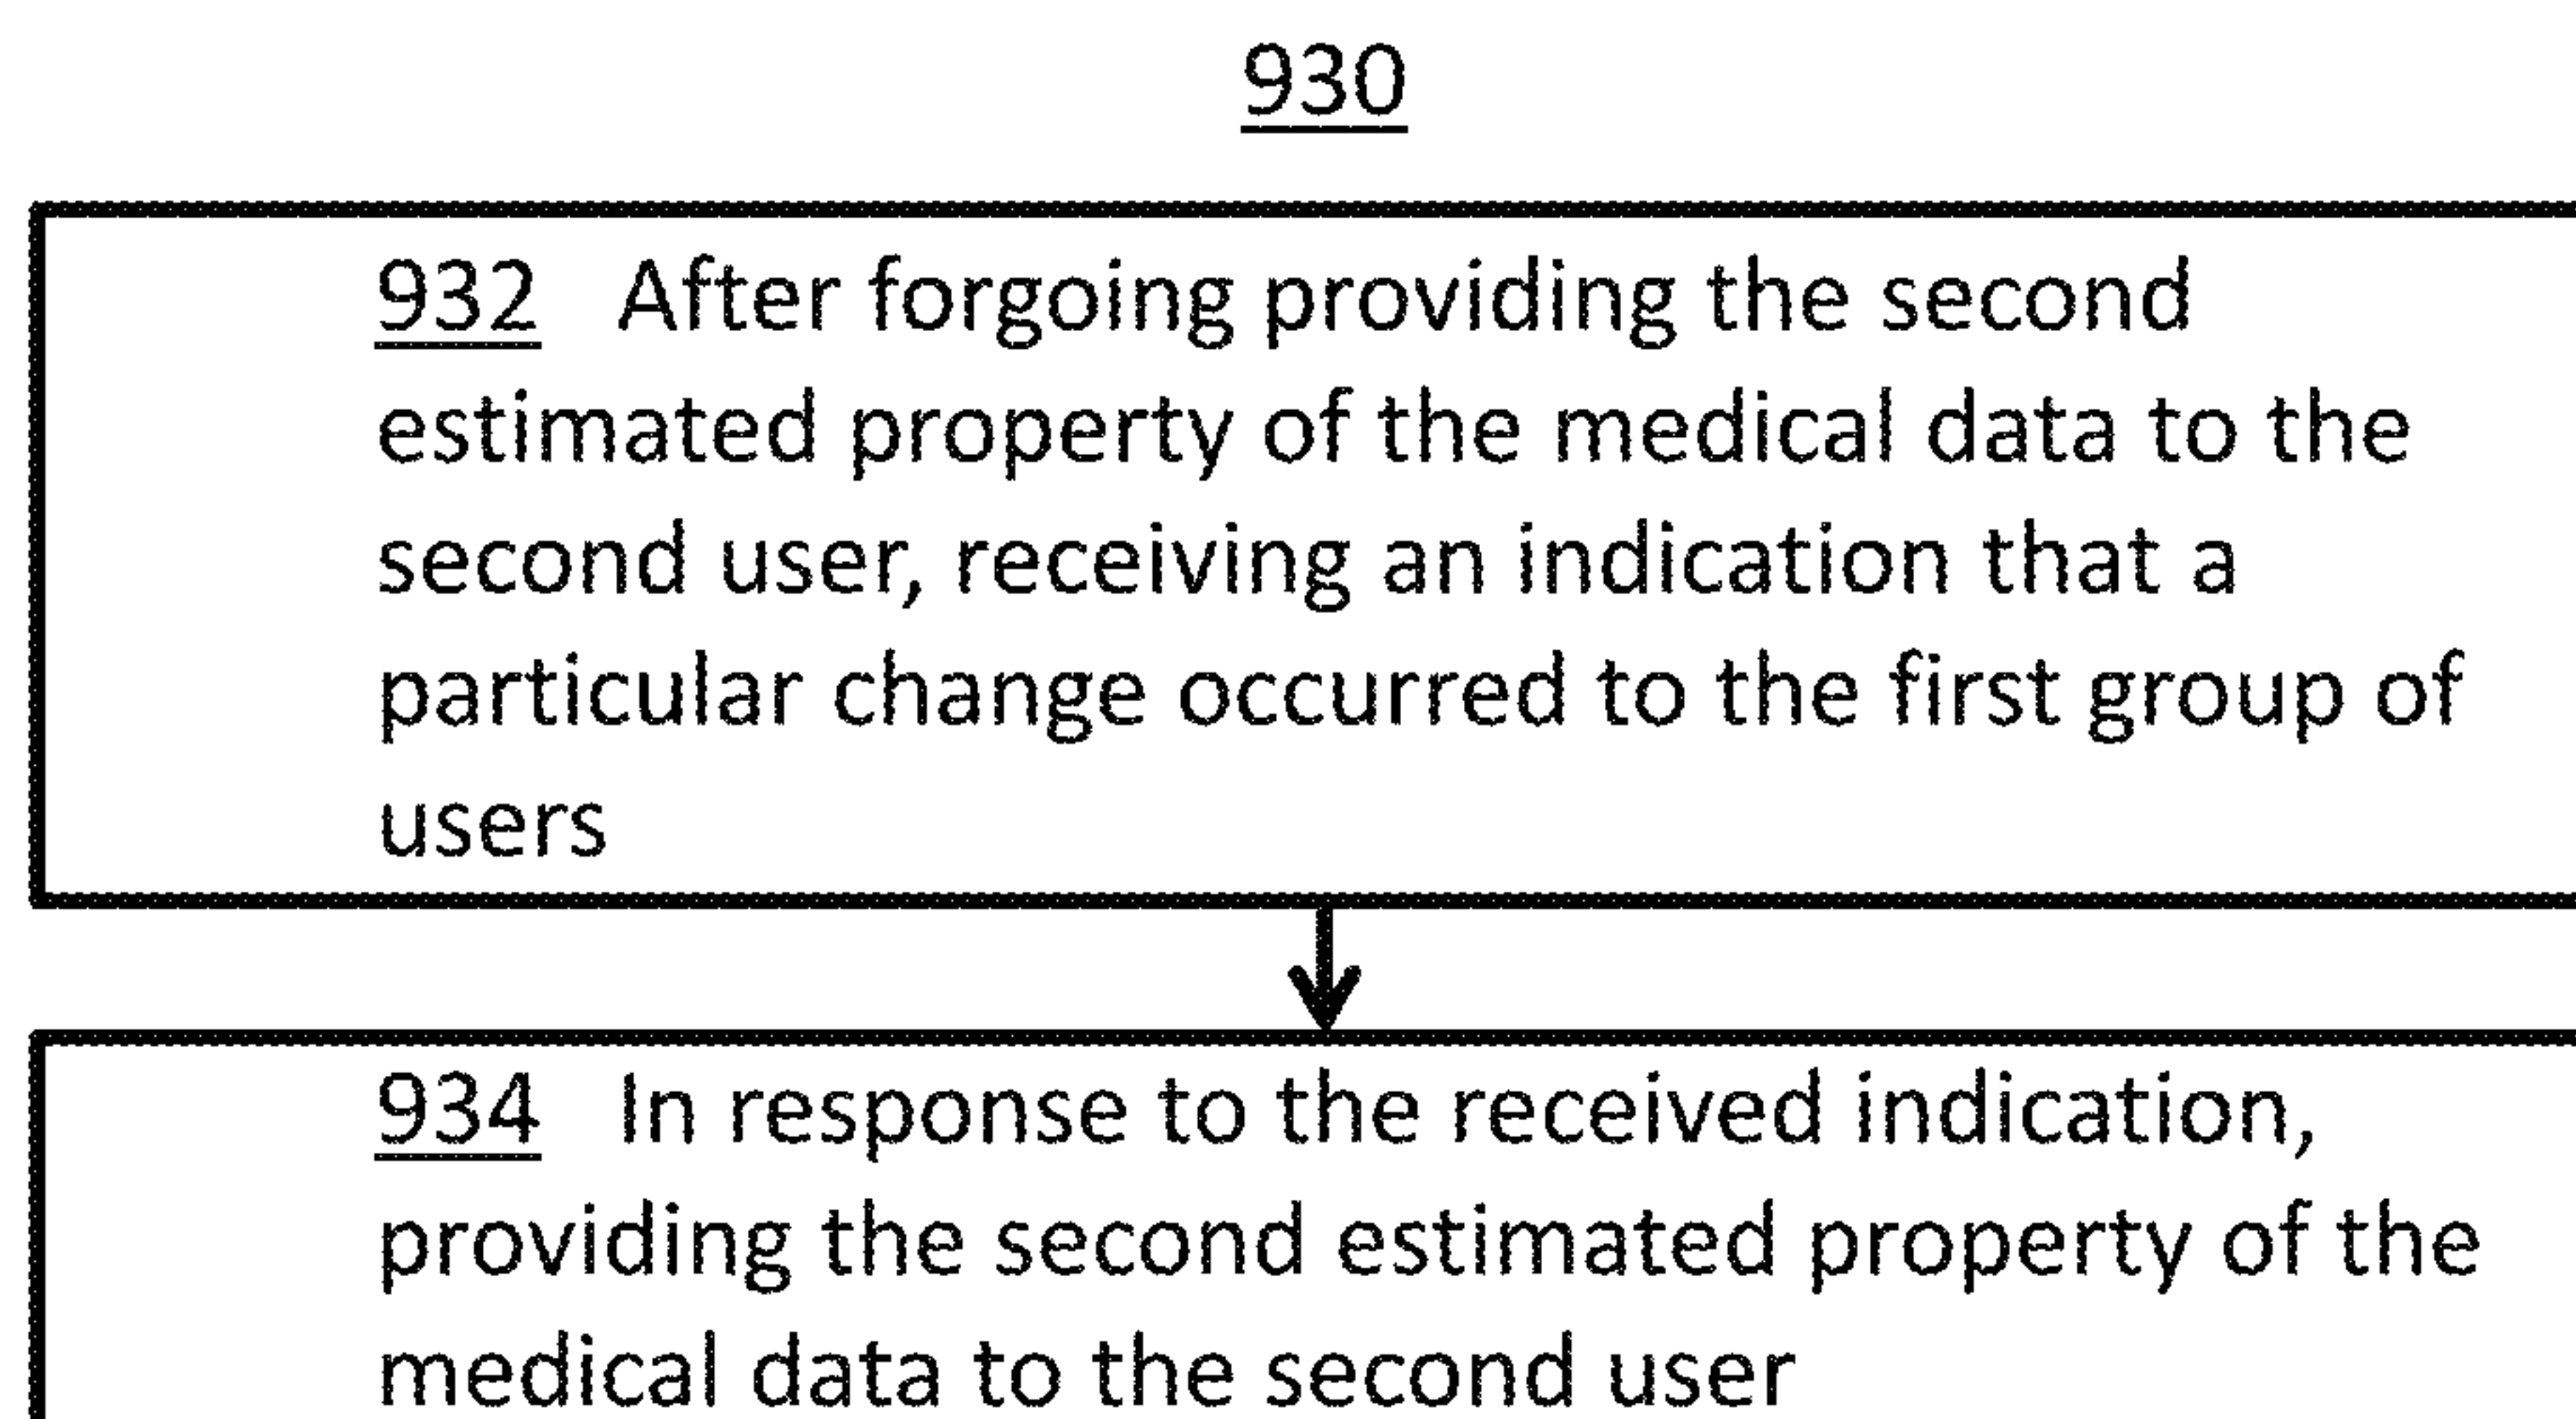 930
932 After forgoing providing the second
estimated property of the medical data to the
second user, receiving an indication that a
particular change occurred to the first group of
users
934 In response to the received indication,
providing the second estimated property of the
medical data to the second user